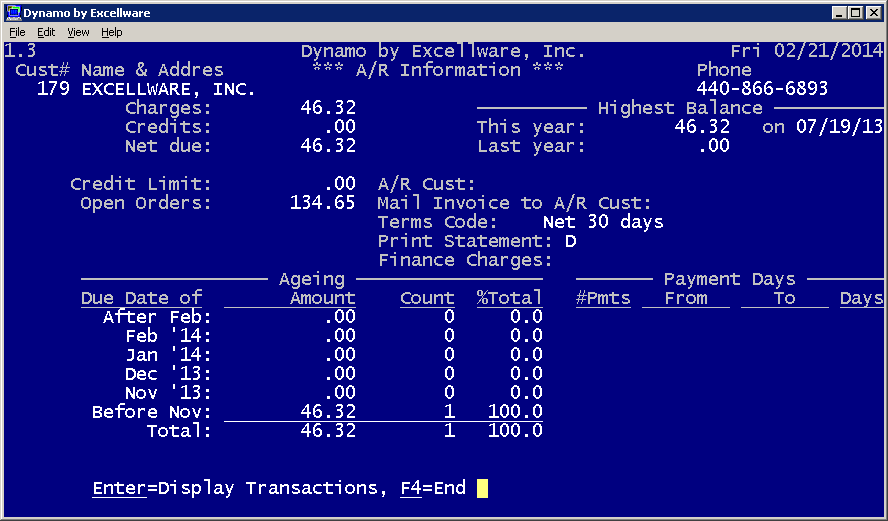 Dynamo by Excellware
File Edit View Help
1.3 Dynamo by Excellware, Inc. Fri 02/21/2014
Cust# Name & Addres *** A/R Information *** Phone
179 EXCELLWARE, INC. 440-866-6893
Charges: 46.32 Highest Balance
Credits: .00 This year: 46.32 on 07/19/13
Net due: 46.32 Last year: .00
Credit Limit: .00 A/R Cust:
Open Orders: 134.65 Mail Invoice to A/R Cust:
Terms Code: Net 30 days
Print Statement: D
Finance Charges:
Ageing Payment Days
Due Date of Amount Count %Total #Pmts From To Days
After Feb: .00 0 0.0
Feb '14: .00 0 0.0
Jan '14: .00 0 0.0
Dec '13: .00 0 0.0
Nov '13: .00 0 0.0
Before Nov: 46.32 1 100.0
Total: 46.32 1 100.0
Enter=Display Transactions, F4=End